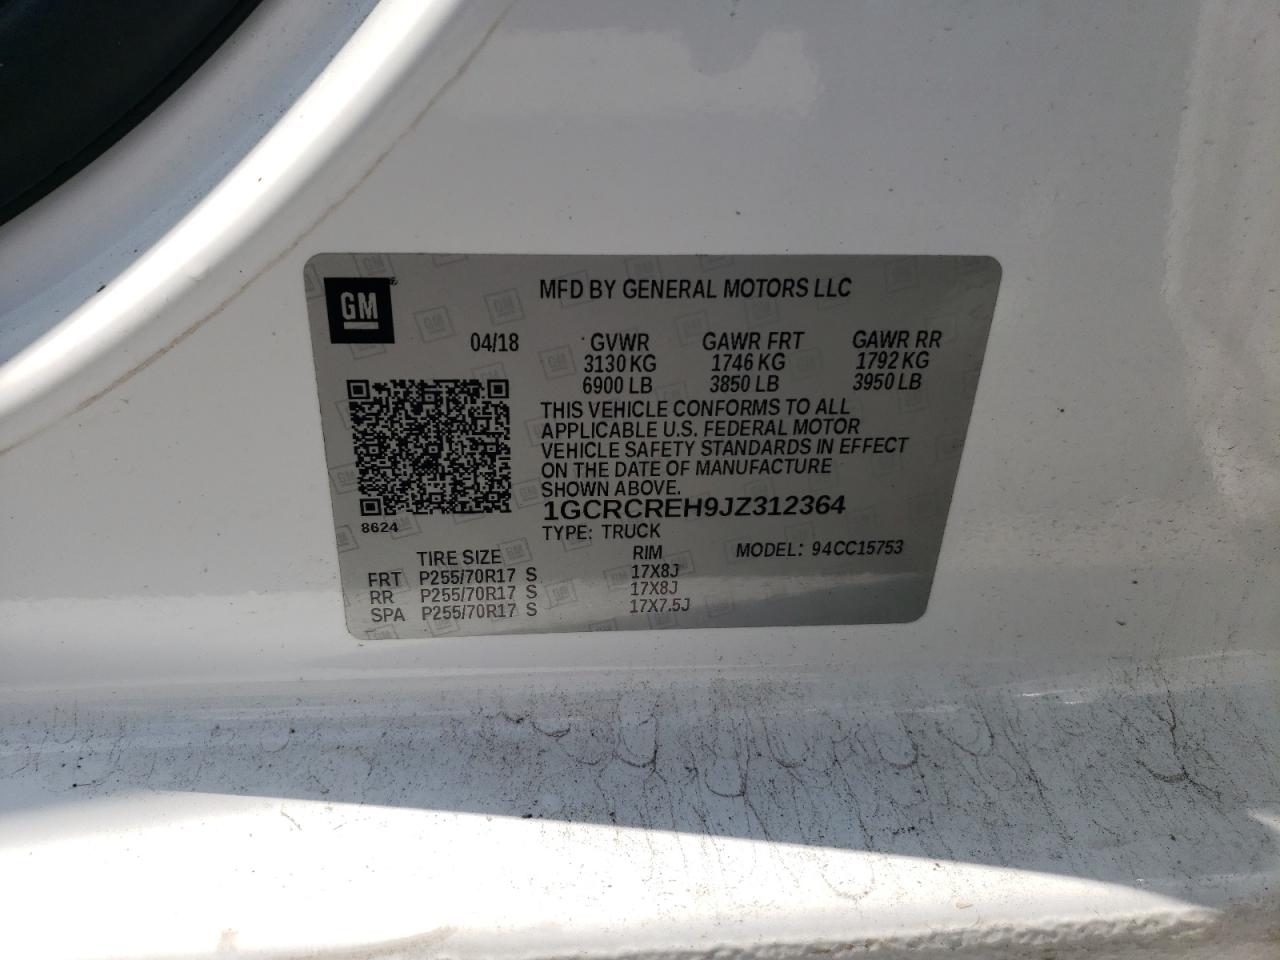 GM
MFD BY GENERAL MOTORS LLC
04/18 GVWR GAWR FRT GAWR RR
3130 KG 1746 KG 1792 KG
6900 LB 3850 LB 3950 LB
THIS VEHICLE CONFORMS TO ALL
APPLICABLE U.S. FEDERAL MOTOR
VEHICLE SAFETY STANDARDS IN EFFECT
ON THE DATE OF MANUFACTURE
SHOWN ABOVE.
1GCRCREH9JZ312364
8624
TYPE: TRUCK
TIRE SIZE RIM MODEL: 94CC15753
FRT P255/70R17 S 17X8J
RR P255/70R17 S 17X8J
SPA P255/70R17 S 17X7.5J